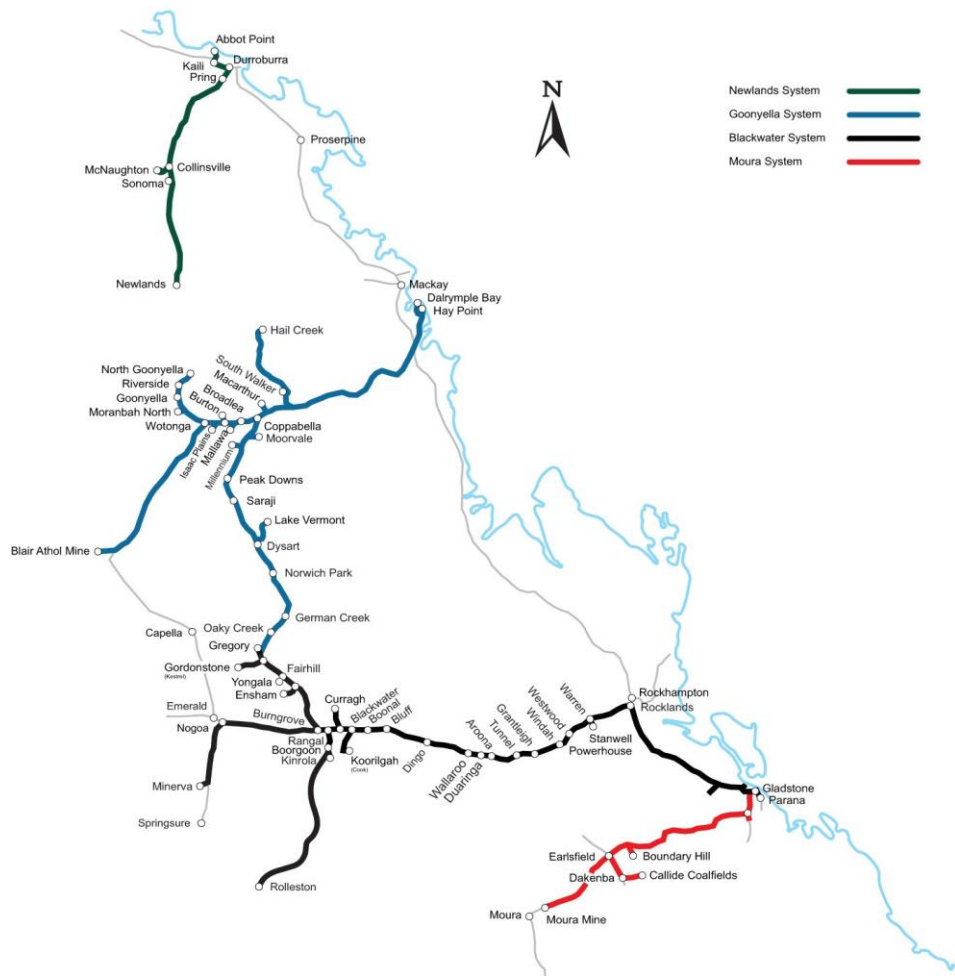 Abbot Point
Kaili
Durroburra
Pring
N
Newlands System
Goonyella System
Blackwater System
Moura System
Proserpine
McNaughton
Collinsville
Sonoma
Newlands
Mackay
Dalrymple Bay
Hay Point
Hail Creek
North Goonyella
Riverside
Goonyella
Moranbah North
Wotonga
South Walker
Macarthur
Broadlea
Burton
Coppabella
Moorvale
Isaac Plains
Mallawa
Millennium
Peak Downs
Saraji
Lake Vermont
Blair Athol Mine
Dysart
Norwich Park
German Creek
Capella
Oaky Creek
Gregory
Gordonstone
(Kestrel)
Fairhill
Yongala
Ensham
Emerald
Nogoa
Burngrove
Curragh
Blackwater
Boonal
Bluff
Rangal
Boorgoon
Kinrola
Koorilgah
(Cook)
Dingo
Wallaroo
Duaringa
Aroona
Tunnel
Grantleigh
Windah
Westwood
Warren
Stanwell
Powerhouse
Rockhampton
Rocklands
Minerva
Springsure
Gladstone
Parana
Rolleston
Earlsfield
Boundary Hill
Dakenba
Callide Coalfields
Moura
Moura Mine